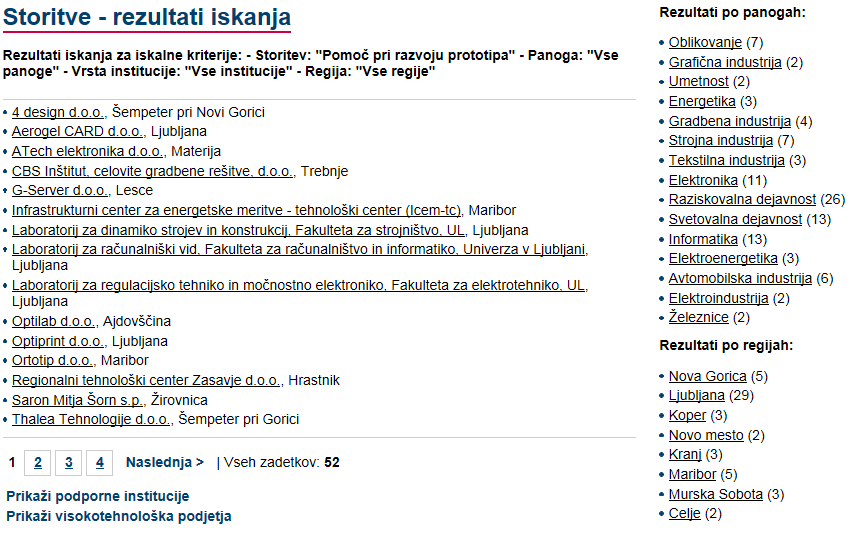 Storitve - rezultati iskanja
Rezultati iskanja za iskalne kriterije: - Storitev: "Pomoč pri razvoju prototipa" - Panoga: "Vse
panoge" - Vrsta institucije: "Vse institucije" - Regija: "Vse regije"
4 design d.o.o., Šempeter pri Novi Gorici
Aerogel CARD d.o.o., Ljubljana
ATech elektronika d.o.o., Materija
CBS Inštitut, celovite gradbene rešitve, d.o.o., Trebnje
G-Server d.o.o., Lesce
Infrastrukturni center za energetske meritve - tehnološki center (Icem-tc), Maribor
Laboratorij za dinamiko strojev in konstrukcij, Fakulteta za strojništvo, UL, Ljubljana
Laboratorij za računalniški vid, Fakulteta za računalništvo in informatiko, Univerza v Ljubljani,
Ljubljana
Laboratorij za regulacijsko tehniko in močnostno elektroniko, Fakulteta za elektrotehniko, UL,
Ljubljana
Optilab d.o.o., Ajdovščina
Optiprint d.o.o., Ljubljana
Ortotip d.o.o., Maribor
Regionalni tehnološki center Zasavje d.o.o., Hrastnik
Saron Mitja Šorn s.p., Žirovnica
Thalea Tehnologije d.o.o., Šempeter pri Gorici
1 2 3 4 Naslednja > | Vseh zadetkov: 52
Prikaži podporne institucije
Prikaži visokotehnološka podjetja
Rezultati po panogah:
Oblikovanje (7)
Grafična industrija (2)
Umetnost (2)
Energetika (3)
Gradbena industrija (4)
Strojna industrija (7)
Tekstilna industrija (3)
Elektronika (11)
Raziskovalna dejavnost (26)
Svetovalna dejavnost (13)
Informatika (13)
Elektroenergetika (3)
Avtomobilska industrija (6)
Elektroindustrija (2)
Železnice (2)
Rezultati po regijah:
Nova Gorica (5)
Ljubljana (29)
Koper (3)
Novo mesto (2)
Kranj (3)
Maribor (5)
Murska Sobota (3)
Celje (2)